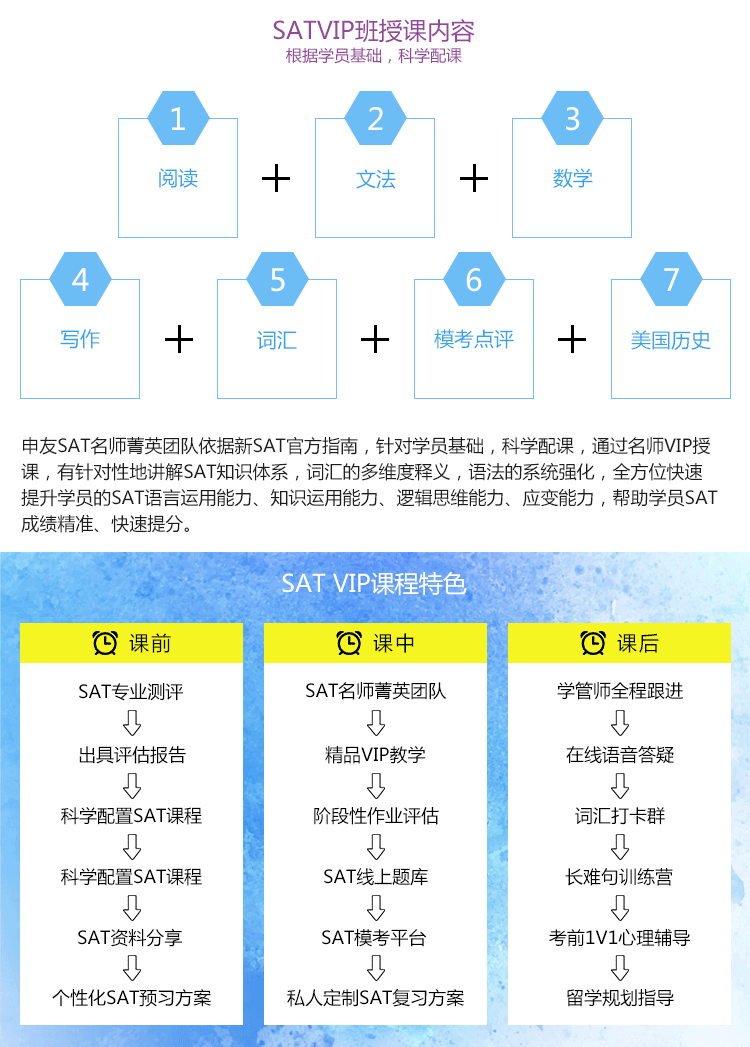 SATVIP班授课内容
根据学员基础，科学配课
1
2
3
阅读
文法
数学
4
5
6
7
写作
词汇
模考点评
美国历史
申友SAT名师菁英团队依据新SAT官方指南，针对学员基础，科学配课，通过名师VIP授
课，有针对性地讲解SAT知识体系，词汇的多维度释义，语法的系统强化，全方位快速
提升学员的SAT语言运用能力、知识运用能力、逻辑思维能力、应变能力，帮助学员SAT
成绩精准、快速提分。
SAT VIP课程特色
课前
SAT专业测评
出具评估报告
科学配置SAT课程
科学配置SAT课程
SAT资料分享
个性化SAT预习方案
课中
SAT名师菁英团队
精品VIP教学
阶段性作业评估
SAT线上题库
SAT模考平台
私人定制SAT复习方案
课后
学管师全程跟进
在线语音答疑
词汇打卡群
长难句训练营
考前1V1心理辅导
留学规划指导